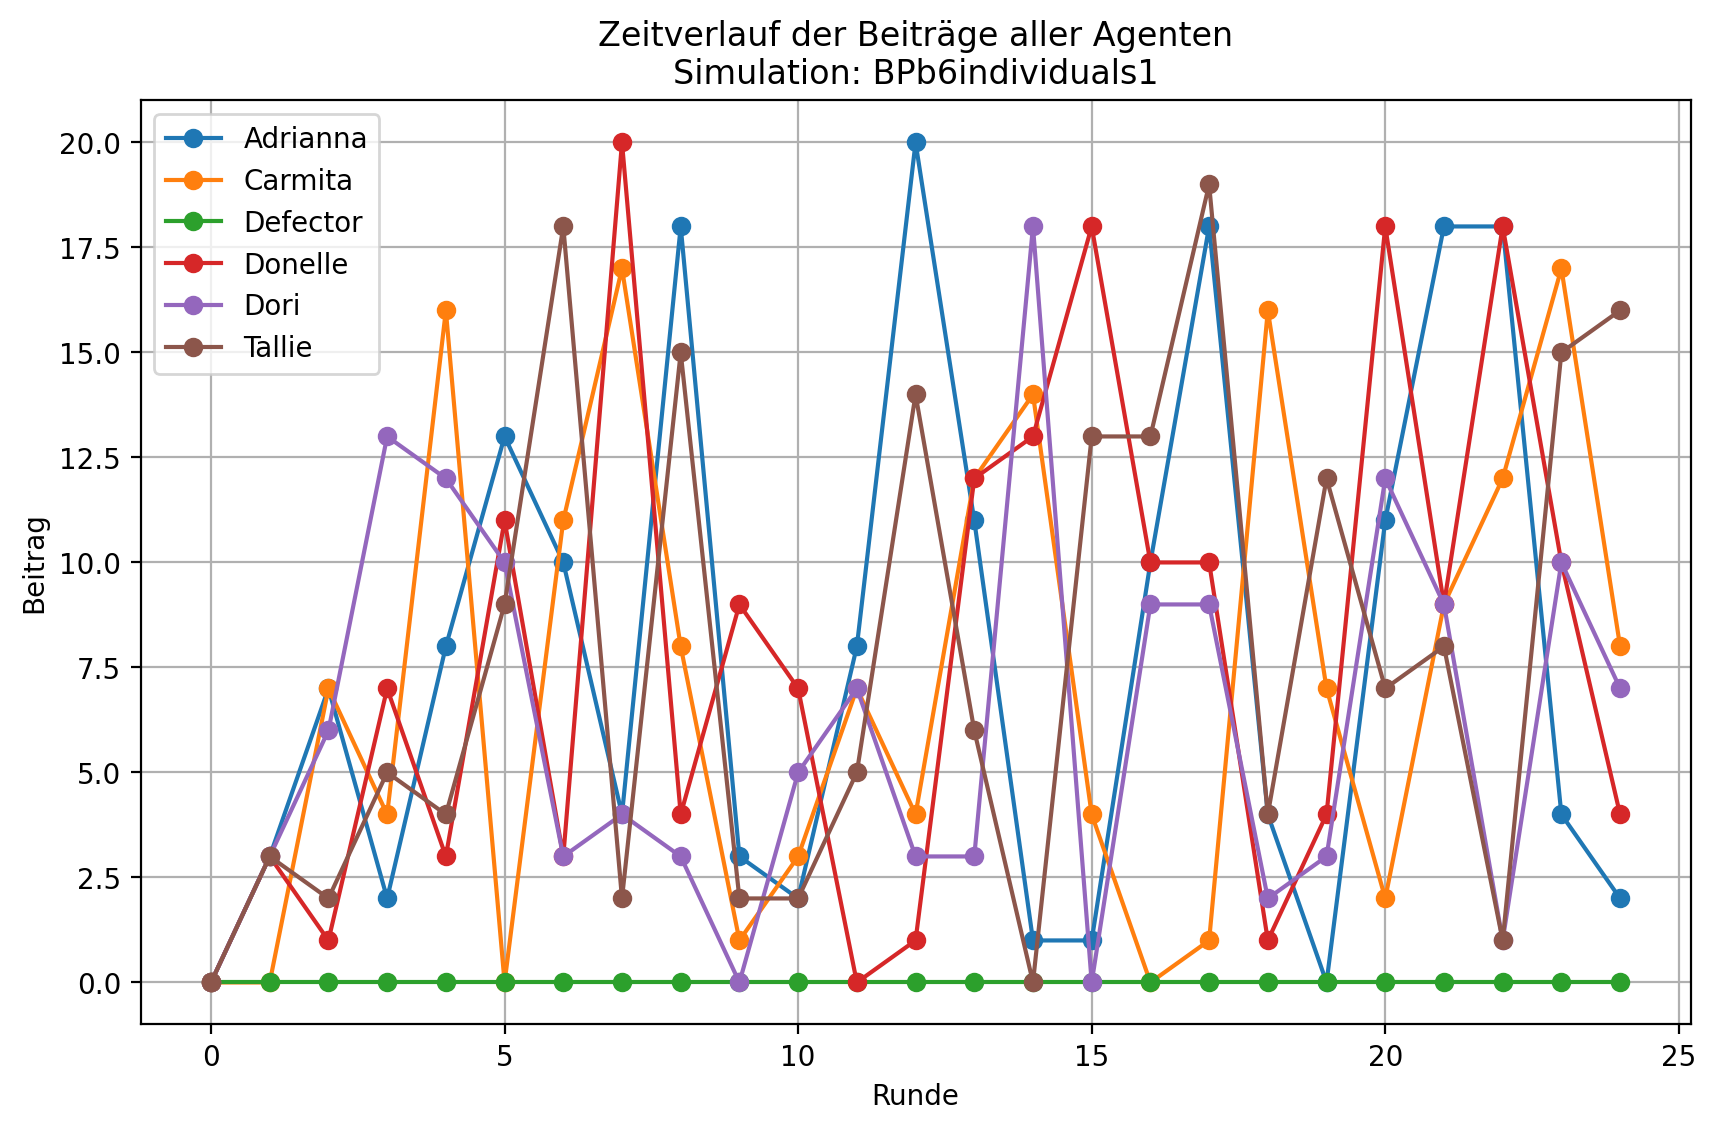 Zeitverlauf der Beiträge aller Agenten
Simulation: BPb6individuals1
Adrianna
Carmita
Defector
Donelle
Dori
Tallie
20.0
17.5
15.0
12.5
10.0
7.5
5.0
2.5
0.0
Beitrag
0 5 10 15 20 25
Runde